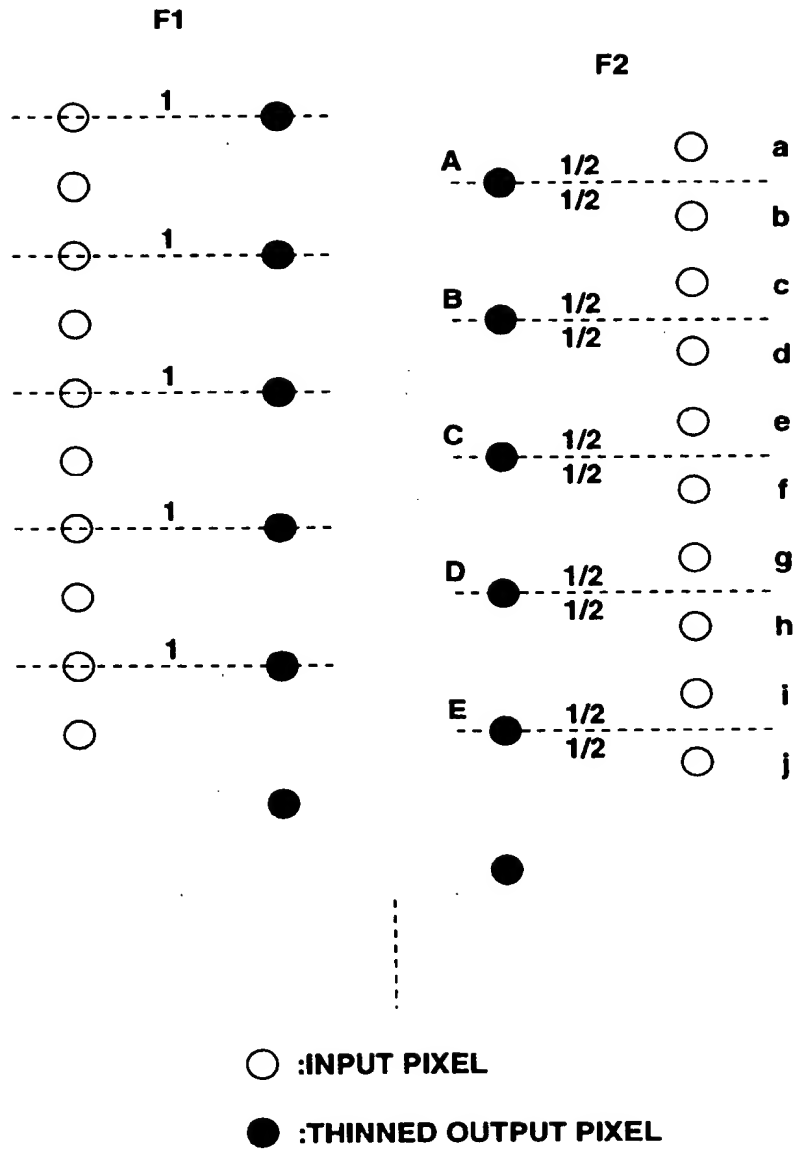 F1
1
1
1
1
1
F2
A 1/2 a
1/2 b
B 1/2 c
1/2 d
C 1/2 e
1/2 f
D 1/2 g
1/2 h
E 1/2 i
1/2 j
:INPUT PIXEL
:THINNED OUTPUT PIXEL